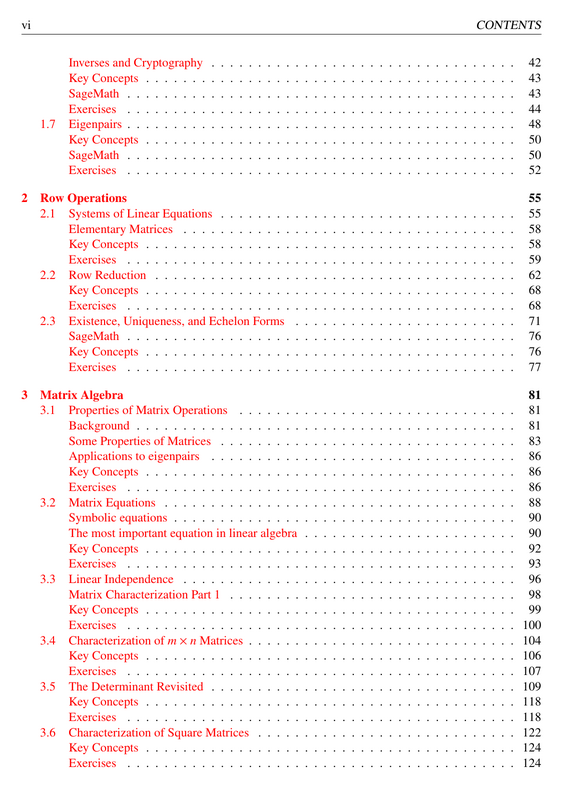 vi CONTENTS
Inverses and Cryptography . . . . . . . . . . . . . . . . . . . . . . . . . . . . . . . . . 42
Key Concepts . . . . . . . . . . . . . . . . . . . . . . . . . . . . . . . . . . . . . . . . 43
SageMath . . . . . . . . . . . . . . . . . . . . . . . . . . . . . . . . . . . . . . . . . . 43
Exercises . . . . . . . . . . . . . . . . . . . . . . . . . . . . . . . . . . . . . . . . . . 44
1.7 Eigenpairs . . . . . . . . . . . . . . . . . . . . . . . . . . . . . . . . . . . . . . . . . . 48
Key Concepts . . . . . . . . . . . . . . . . . . . . . . . . . . . . . . . . . . . . . . . . 50
SageMath . . . . . . . . . . . . . . . . . . . . . . . . . . . . . . . . . . . . . . . . . . 50
Exercises . . . . . . . . . . . . . . . . . . . . . . . . . . . . . . . . . . . . . . . . . . 52
2 Row Operations 55
2.1 Systems of Linear Equations . . . . . . . . . . . . . . . . . . . . . . . . . . . . . . . . 55
Elementary Matrices . . . . . . . . . . . . . . . . . . . . . . . . . . . . . . . . . . . . 58
Key Concepts . . . . . . . . . . . . . . . . . . . . . . . . . . . . . . . . . . . . . . . . 58
Exercises . . . . . . . . . . . . . . . . . . . . . . . . . . . . . . . . . . . . . . . . . . 59
2.2 Row Reduction . . . . . . . . . . . . . . . . . . . . . . . . . . . . . . . . . . . . . . . 62
Key Concepts . . . . . . . . . . . . . . . . . . . . . . . . . . . . . . . . . . . . . . . . 68
Exercises . . . . . . . . . . . . . . . . . . . . . . . . . . . . . . . . . . . . . . . . . . 68
2.3 Existence, Uniqueness, and Echelon Forms . . . . . . . . . . . . . . . . . . . . . . . . 71
SageMath . . . . . . . . . . . . . . . . . . . . . . . . . . . . . . . . . . . . . . . . . . 76
Key Concepts . . . . . . . . . . . . . . . . . . . . . . . . . . . . . . . . . . . . . . . . 76
Exercises . . . . . . . . . . . . . . . . . . . . . . . . . . . . . . . . . . . . . . . . . . 77
3 Matrix Algebra 81
3.1 Properties of Matrix Operations . . . . . . . . . . . . . . . . . . . . . . . . . . . . . . 81
Background . . . . . . . . . . . . . . . . . . . . . . . . . . . . . . . . . . . . . . . . . 81
Some Properties of Matrices . . . . . . . . . . . . . . . . . . . . . . . . . . . . . . . . 83
Applications to eigenpairs . . . . . . . . . . . . . . . . . . . . . . . . . . . . . . . . . 86
Key Concepts . . . . . . . . . . . . . . . . . . . . . . . . . . . . . . . . . . . . . . . . 86
Exercises . . . . . . . . . . . . . . . . . . . . . . . . . . . . . . . . . . . . . . . . . . 86
3.2 Matrix Equations . . . . . . . . . . . . . . . . . . . . . . . . . . . . . . . . . . . . . . 88
Symbolic equations . . . . . . . . . . . . . . . . . . . . . . . . . . . . . . . . . . . . . 90
The most important equation in linear algebra . . . . . . . . . . . . . . . . . . . . . . . 90
Key Concepts . . . . . . . . . . . . . . . . . . . . . . . . . . . . . . . . . . . . . . . . 92
Exercises . . . . . . . . . . . . . . . . . . . . . . . . . . . . . . . . . . . . . . . . . . 93
3.3 Linear Independence . . . . . . . . . . . . . . . . . . . . . . . . . . . . . . . . . . . . 96
Matrix Characterization Part 1 . . . . . . . . . . . . . . . . . . . . . . . . . . . . . . . 98
Key Concepts . . . . . . . . . . . . . . . . . . . . . . . . . . . . . . . . . . . . . . . . 99
Exercises . . . . . . . . . . . . . . . . . . . . . . . . . . . . . . . . . . . . . . . . . . 100
3.4 Characterization of m × n Matrices . . . . . . . . . . . . . . . . . . . . . . . . . . . . . 104
Key Concepts . . . . . . . . . . . . . . . . . . . . . . . . . . . . . . . . . . . . . . . . 106
Exercises . . . . . . . . . . . . . . . . . . . . . . . . . . . . . . . . . . . . . . . . . . 107
3.5 The Determinant Revisited . . . . . . . . . . . . . . . . . . . . . . . . . . . . . . . . . 109
Key Concepts . . . . . . . . . . . . . . . . . . . . . . . . . . . . . . . . . . . . . . . . 118
Exercises . . . . . . . . . . . . . . . . . . . . . . . . . . . . . . . . . . . . . . . . . . 118
3.6 Characterization of Square Matrices . . . . . . . . . . . . . . . . . . . . . . . . . . . . 122
Key Concepts . . . . . . . . . . . . . . . . . . . . . . . . . . . . . . . . . . . . . . . . 124
Exercises . . . . . . . . . . . . . . . . . . . . . . . . . . . . . . . . . . . . . . . . . . 124